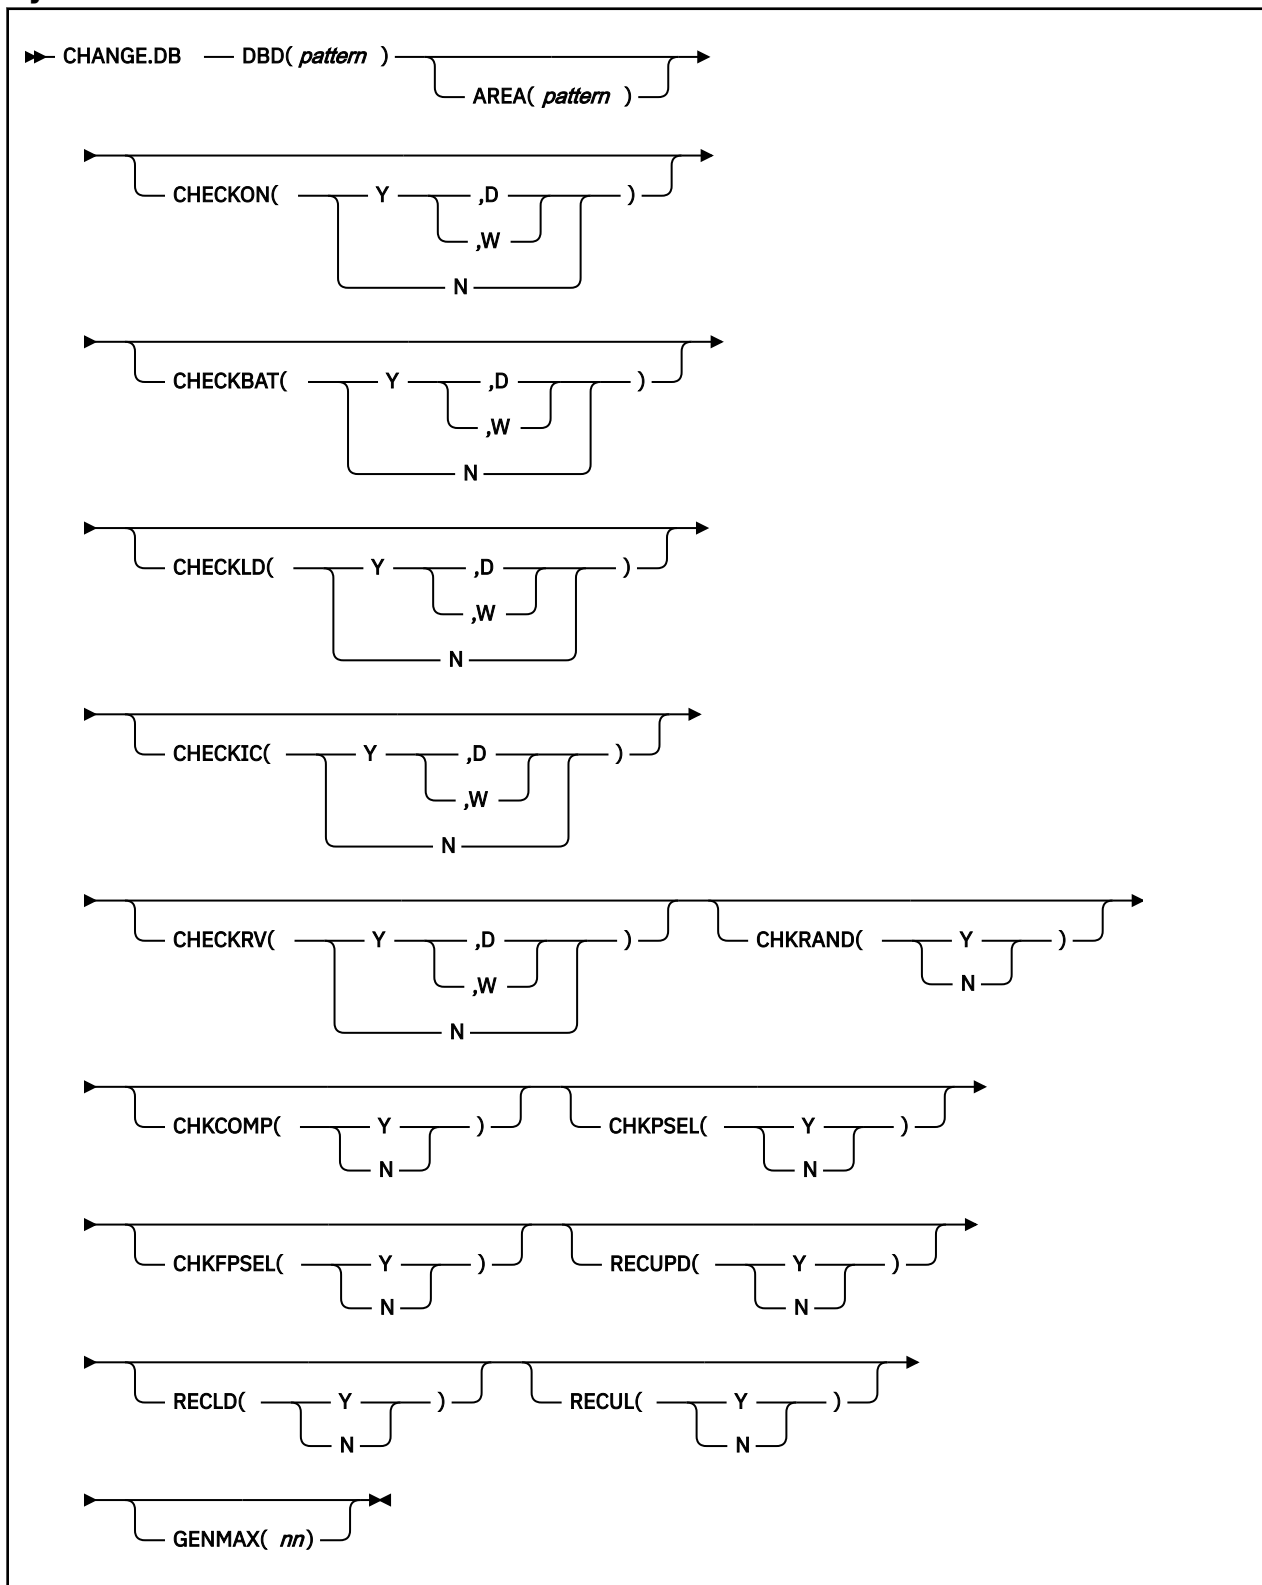 CHANGE.DB DBD( pattern )
AREA( pattern )
CHECKON( Y ,D )
,W
N
CHECKBAT( Y ,D )
,W
N
CHECKLD( Y ,D )
,W
N
CHECKIC( Y ,D )
,W
N
CHECKRV( Y ,D ) CHKRAND( Y )
,W N
N
CHKCOMP( Y ) CHKPSEL( Y )
N N
CHKFPSEL( Y ) RECUPD( Y )
N N
RECLD( Y ) RECUL( Y )
N N
GENMAX( nn)